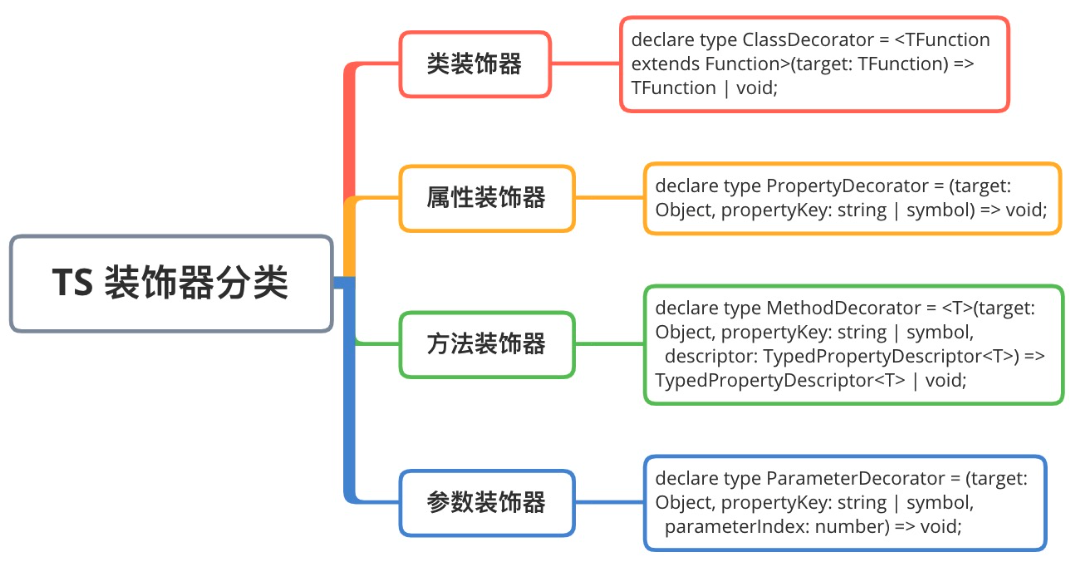 TS 装饰器分类
类装饰器
declare type ClassDecorator = <TFunction
extends Function>(target: TFunction) =>
TFunction | void;
属性装饰器
declare type PropertyDecorator = (target:
Object, propertyKey: string | symbol) => void;
方法装饰器
declare type MethodDecorator = <T>(target:
Object, propertyKey: string | symbol,
descriptor: TypedPropertyDescriptor<T>) =>
TypedPropertyDescriptor<T> | void;
参数装饰器
declare type ParameterDecorator = (target:
Object, propertyKey: string | symbol,
parameterIndex: number) => void;